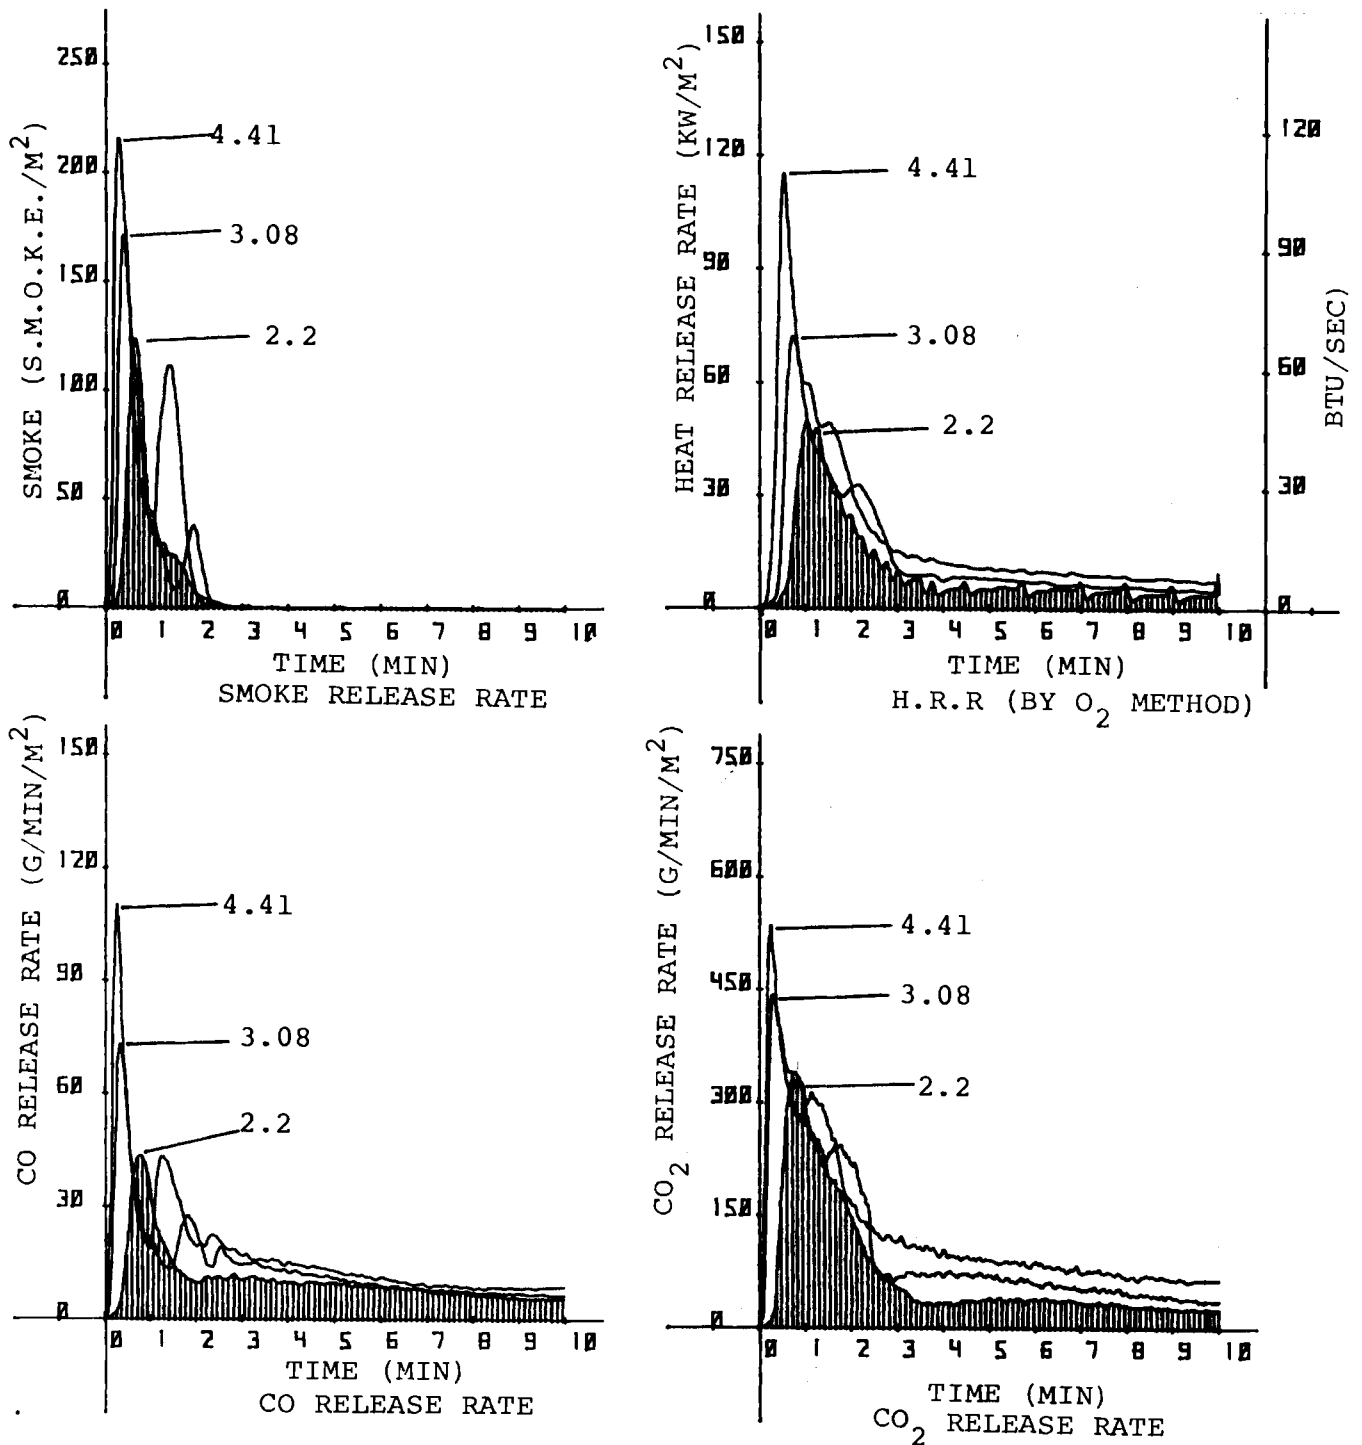 SMOKE (S.M.O.K.E./M²)
250
200
150
100
50
0
4.41
3.08
2.2
0 1 2 3 4 5 6 7 8 9 10
TIME (MIN)
SMOKE RELEASE RATE
HEAT RELEASE RATE (KW/M²)
150
120
90
60
30
0
4.41
3.08
2.2
120
90
60
30
0
BTU/SEC
0 1 2 3 4 5 6 7 8 9 10
TIME (MIN)
H.R.R (BY O₂ METHOD)
CO RELEASE RATE (G/MIN/M²)
150
120
90
60
30
0
4.41
3.08
2.2
0 1 2 3 4 5 6 7 8 9 10
TIME (MIN)
CO RELEASE RATE
CO₂ RELEASE RATE (G/MIN/M²)
750
600
450
300
150
0
4.41
3.08
2.2
0 1 2 3 4 5 6 7 8 9 10
TIME (MIN)
CO₂ RELEASE RATE